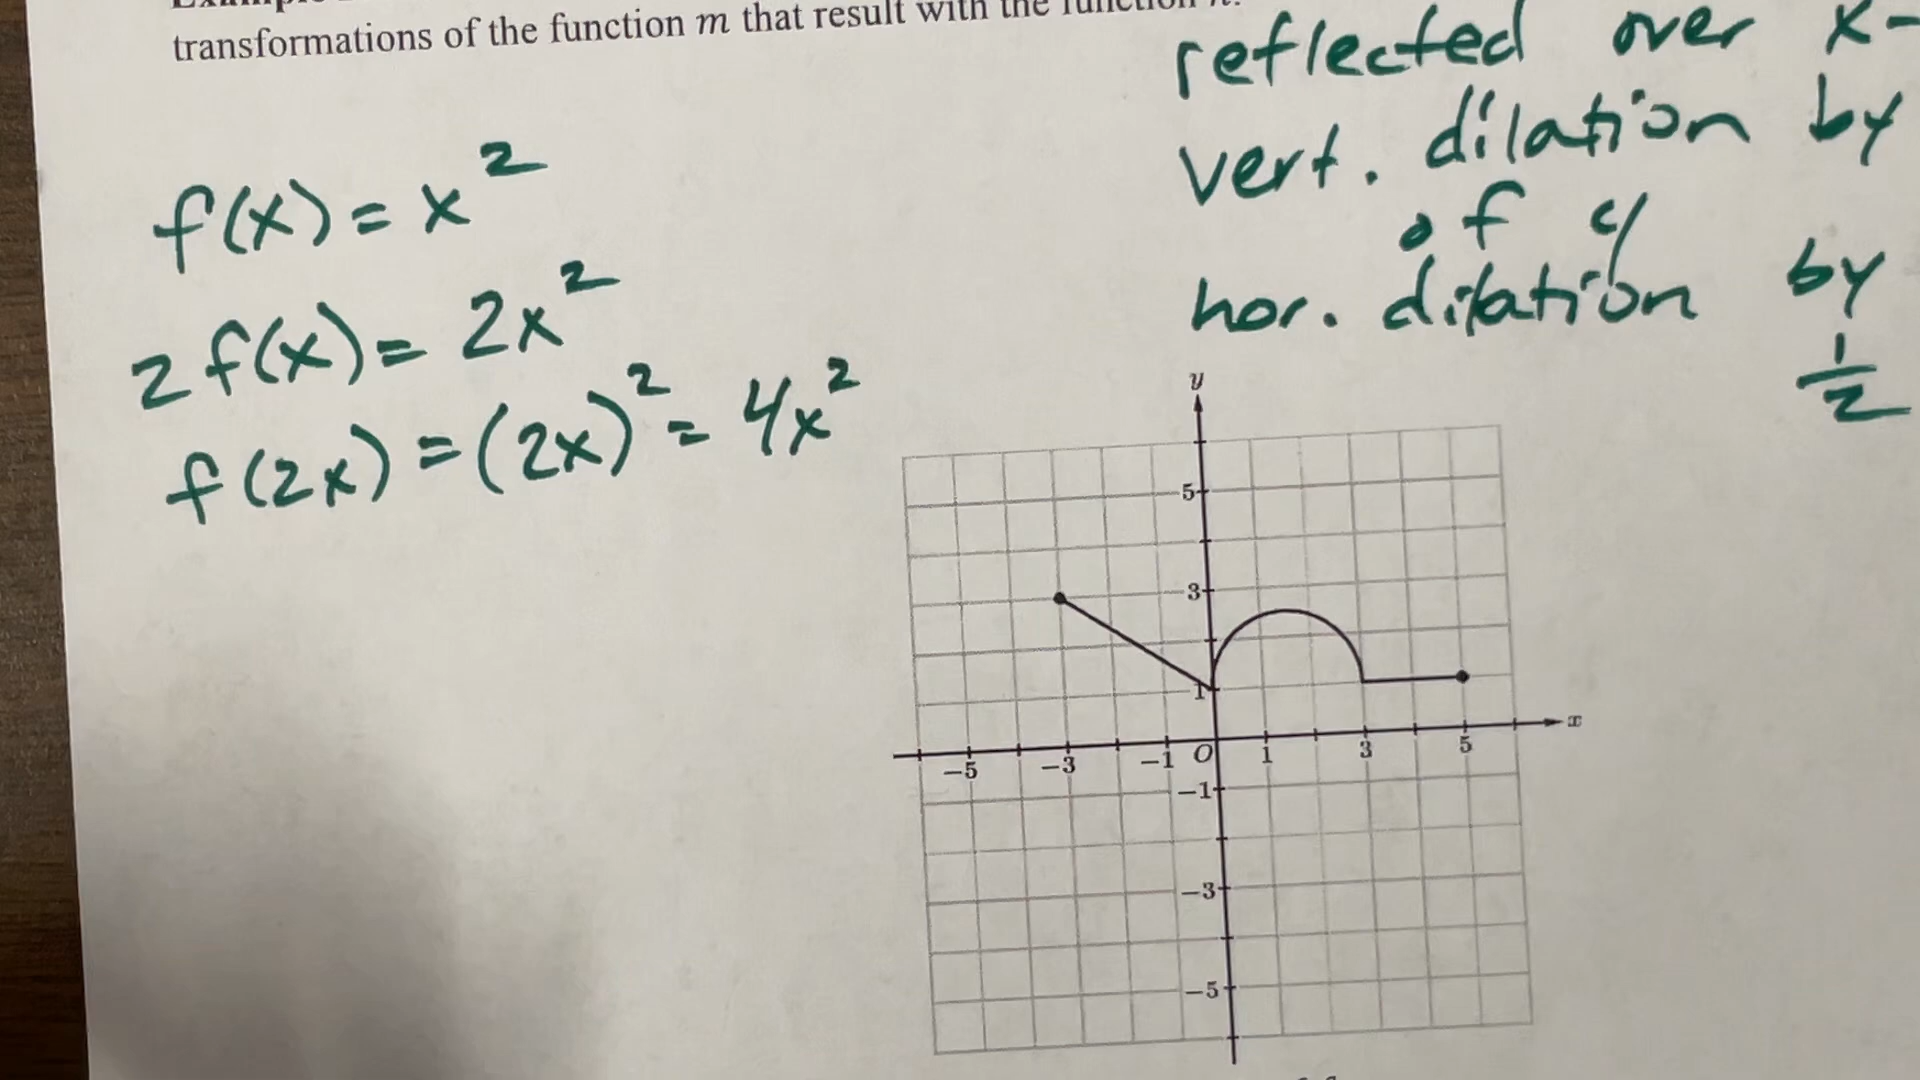 transformations of the function m that result with the function
reflected over x-
vert. dilation by
of 4
hor. dilation by
1/2
f(x) = x²
2f(x) = 2x²
f(2x) = (2x)² = 4x²
y
5
3
1
-5 -3 -1 O 1 3 5 x
-1
-3
-5